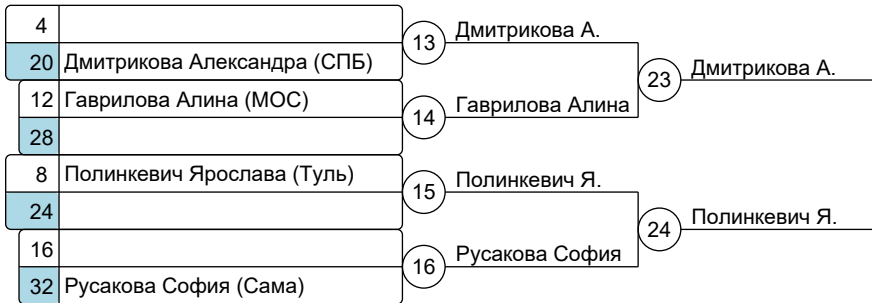 4
13 Дмитрикова А.
20 Дмитрикова Александра (СПБ)
23 Дмитрикова А.
12 Гаврилова Алина (МОС)
14 Гаврилова Алина
28
8 Полинкевич Ярослава (Туль)
15 Полинкевич Я.
24
24 Полинкевич Я.
16
16 Русакова София
32 Русакова София (Сама)